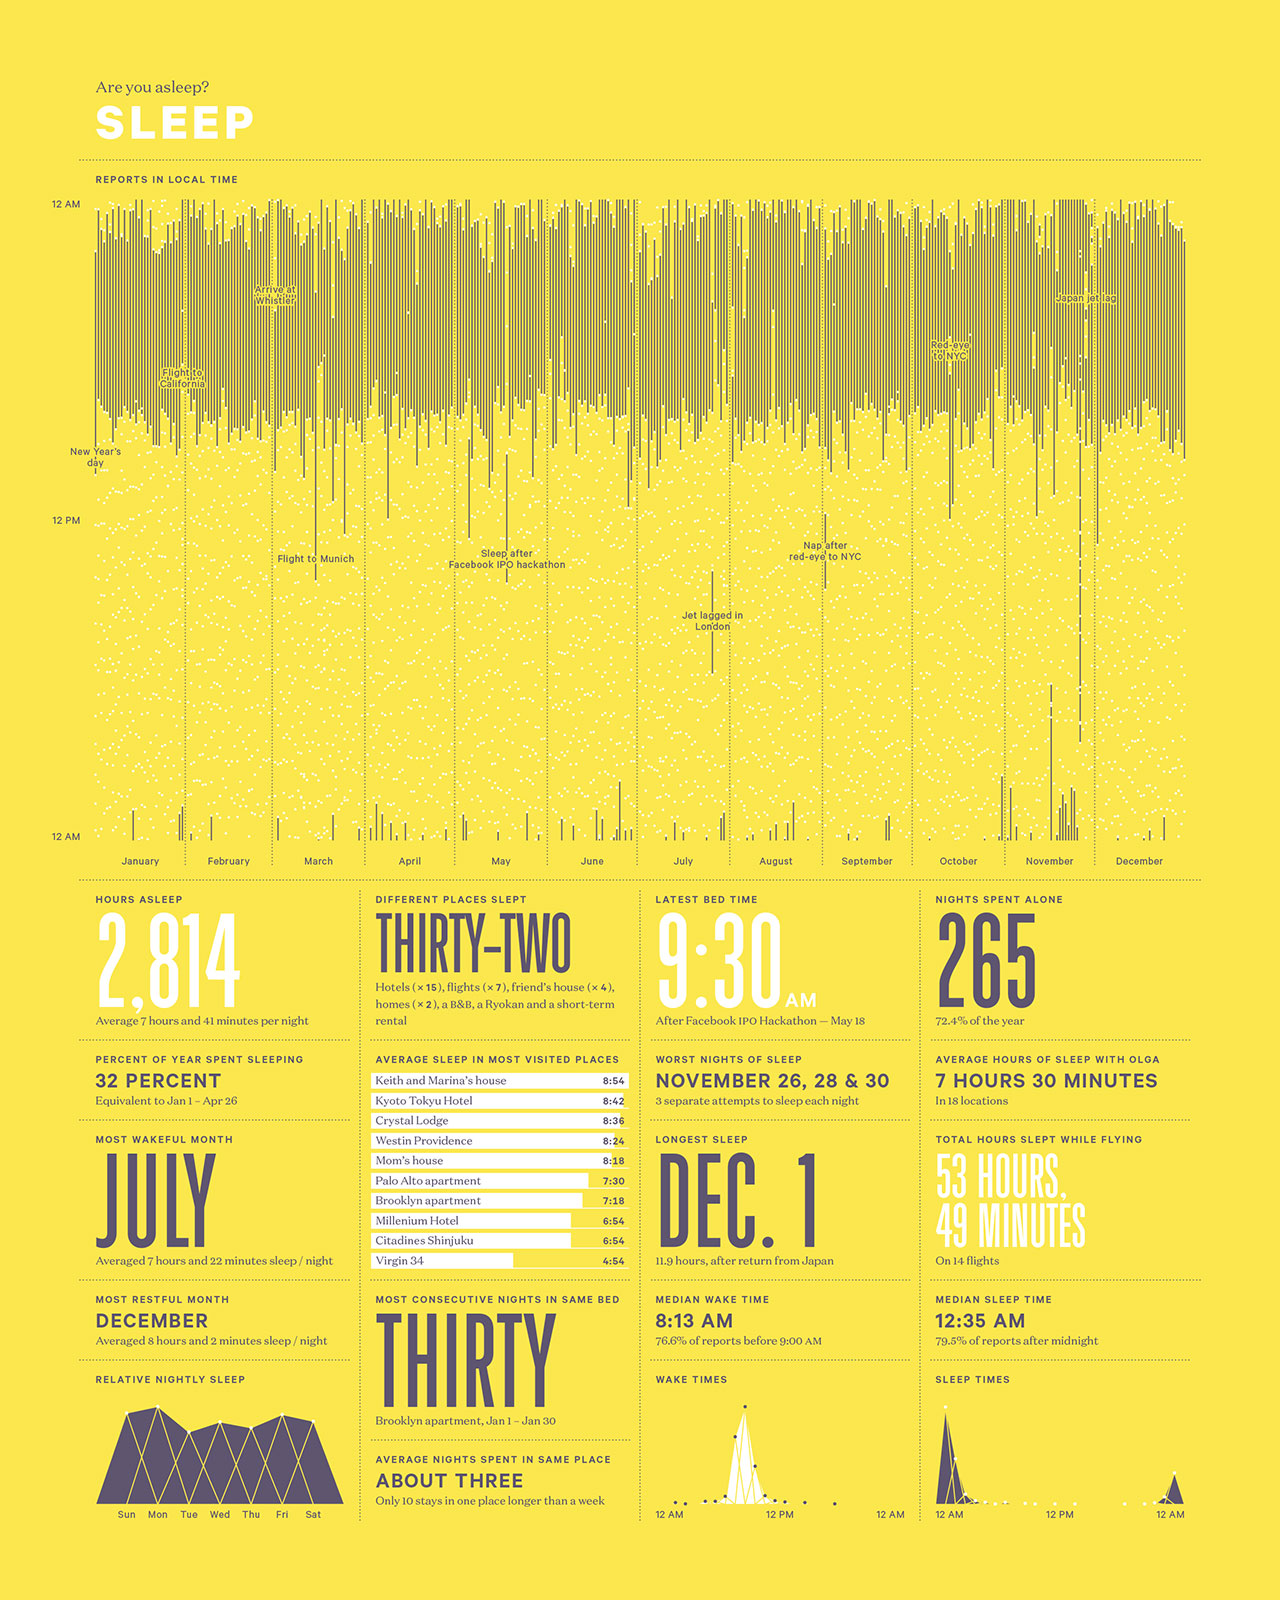 Are you asleep?
SLEEP
REPORTS IN LOCAL TIME
12 AM
Arrive at
Whistler
Japan jet lag
Red-eye
to NYC
Flight to
California
New Year's
day
12 PM
Flight to Munich
Sleep after
Facebook IPO hackathon
Nap after
red-eye to NYC
Jet lagged in
London
12 AM
January
February
March
April
May
June
July
August
September
October
November
December
HOURS ASLEEP
2,814
Average 7 hours and 41 minutes per night
PERCENT OF YEAR SPENT SLEEPING
32 PERCENT
Equivalent to Jan 1 – Apr 26
MOST WAKEFUL MONTH
JULY
Averaged 7 hours and 22 minutes sleep / night
MOST RESTFUL MONTH
DECEMBER
Averaged 8 hours and 2 minutes sleep / night
RELATIVE NIGHTLY SLEEP
Sun Mon Tue Wed Thu Fri Sat
DIFFERENT PLACES SLEPT
THIRTY–TWO
Hotels (× 15), flights (× 7), friend's house (× 4),
homes (× 2), a B&B, a Ryokan and a short-term
rental
AVERAGE SLEEP IN MOST VISITED PLACES
Keith and Marina's house 8:54
Kyoto Tokyu Hotel 8:42
Crystal Lodge 8:36
Westin Providence 8:24
Mom's house 8:18
Palo Alto apartment 7:30
Brooklyn apartment 7:18
Millenium Hotel 6:54
Citadines Shinjuku 6:54
Virgin 34 4:54
MOST CONSECUTIVE NIGHTS IN SAME BED
THIRTY
Brooklyn apartment, Jan 1 – Jan 30
AVERAGE NIGHTS SPENT IN SAME PLACE
ABOUT THREE
Only 10 stays in one place longer than a week
LATEST BED TIME
9:30 AM
After Facebook IPO Hackathon — May 18
WORST NIGHTS OF SLEEP
NOVEMBER 26, 28 & 30
3 separate attempts to sleep each night
LONGEST SLEEP
DEC. 1
11.9 hours, after return from Japan
MEDIAN WAKE TIME
8:13 AM
76.6% of reports before 9:00 AM
WAKE TIMES
12 AM 12 PM 12 AM
NIGHTS SPENT ALONE
265
72.4% of the year
AVERAGE HOURS OF SLEEP WITH OLGA
7 HOURS 30 MINUTES
In 18 locations
TOTAL HOURS SLEPT WHILE FLYING
53 HOURS,
49 MINUTES
On 14 flights
MEDIAN SLEEP TIME
12:35 AM
79.5% of reports after midnight
SLEEP TIMES
12 AM 12 PM 12 AM